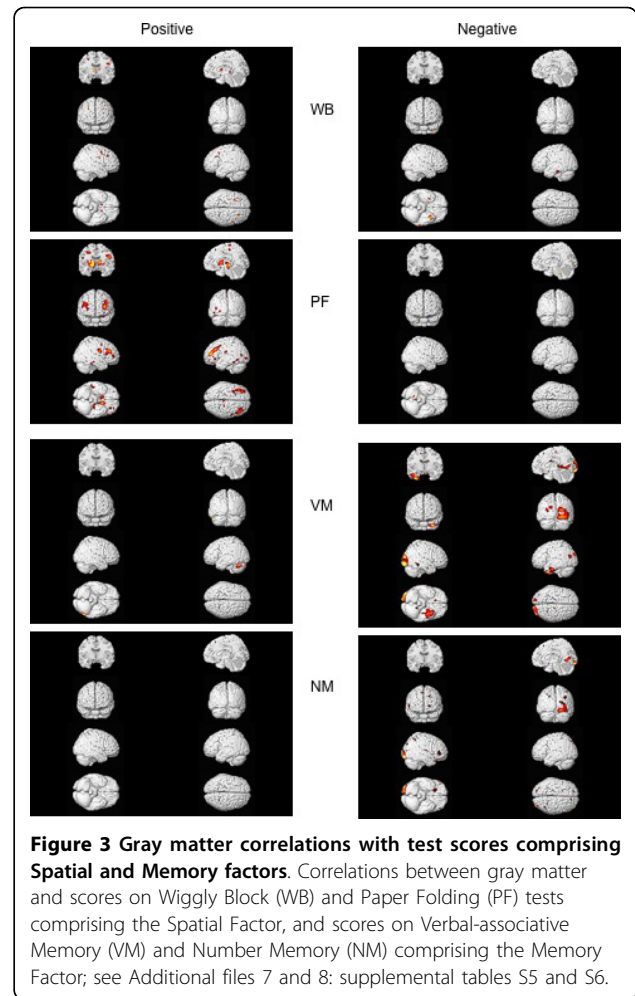 Positive
Negative
WB
PF
VM
NM
Figure 3 Gray matter correlations with test scores comprising
Spatial and Memory factors. Correlations between gray matter
and scores on Wiggly Block (WB) and Paper Folding (PF) tests
comprising the Spatial Factor, and scores on Verbal-associative
Memory (VM) and Number Memory (NM) comprising the Memory
Factor; see Additional files 7 and 8: supplemental tables S5 and S6.